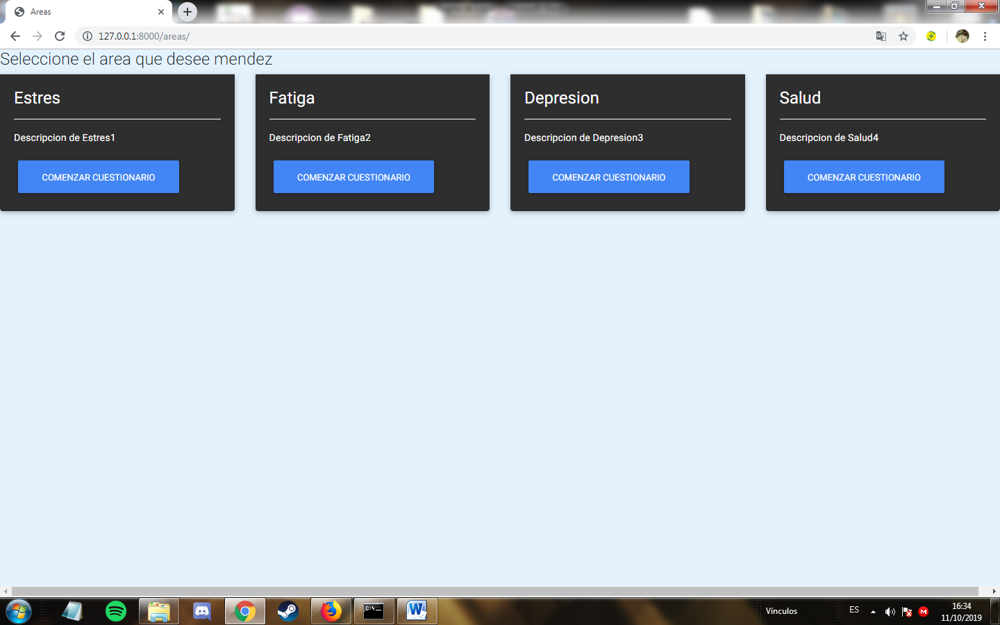 Areas
127.0.0.1:8000/areas/
Seleccione el area que desee mendez
Estres
Descripcion de Estres1
COMENZAR CUESTIONARIO
Fatiga
Descripcion de Fatiga2
COMENZAR CUESTIONARIO
Depresion
Descripcion de Depresion3
COMENZAR CUESTIONARIO
Salud
Descripcion de Salud4
COMENZAR CUESTIONARIO
Vínculos
ES
16:34
11/10/2019